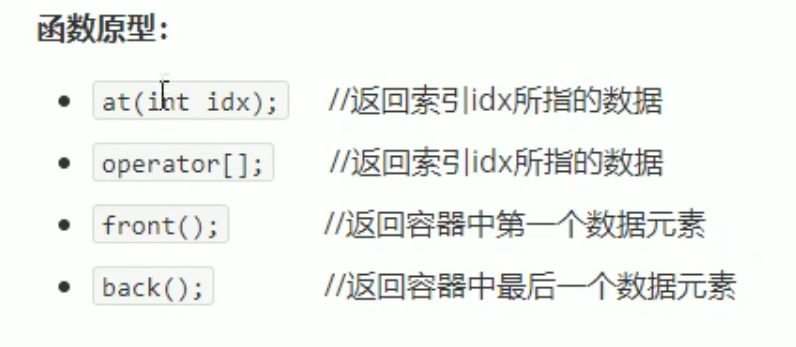 函数原型：
at(int idx); //返回索引idx所指的数据
operator[]; //返回索引idx所指的数据
front(); //返回容器中第一个数据元素
back(); //返回容器中最后一个数据元素